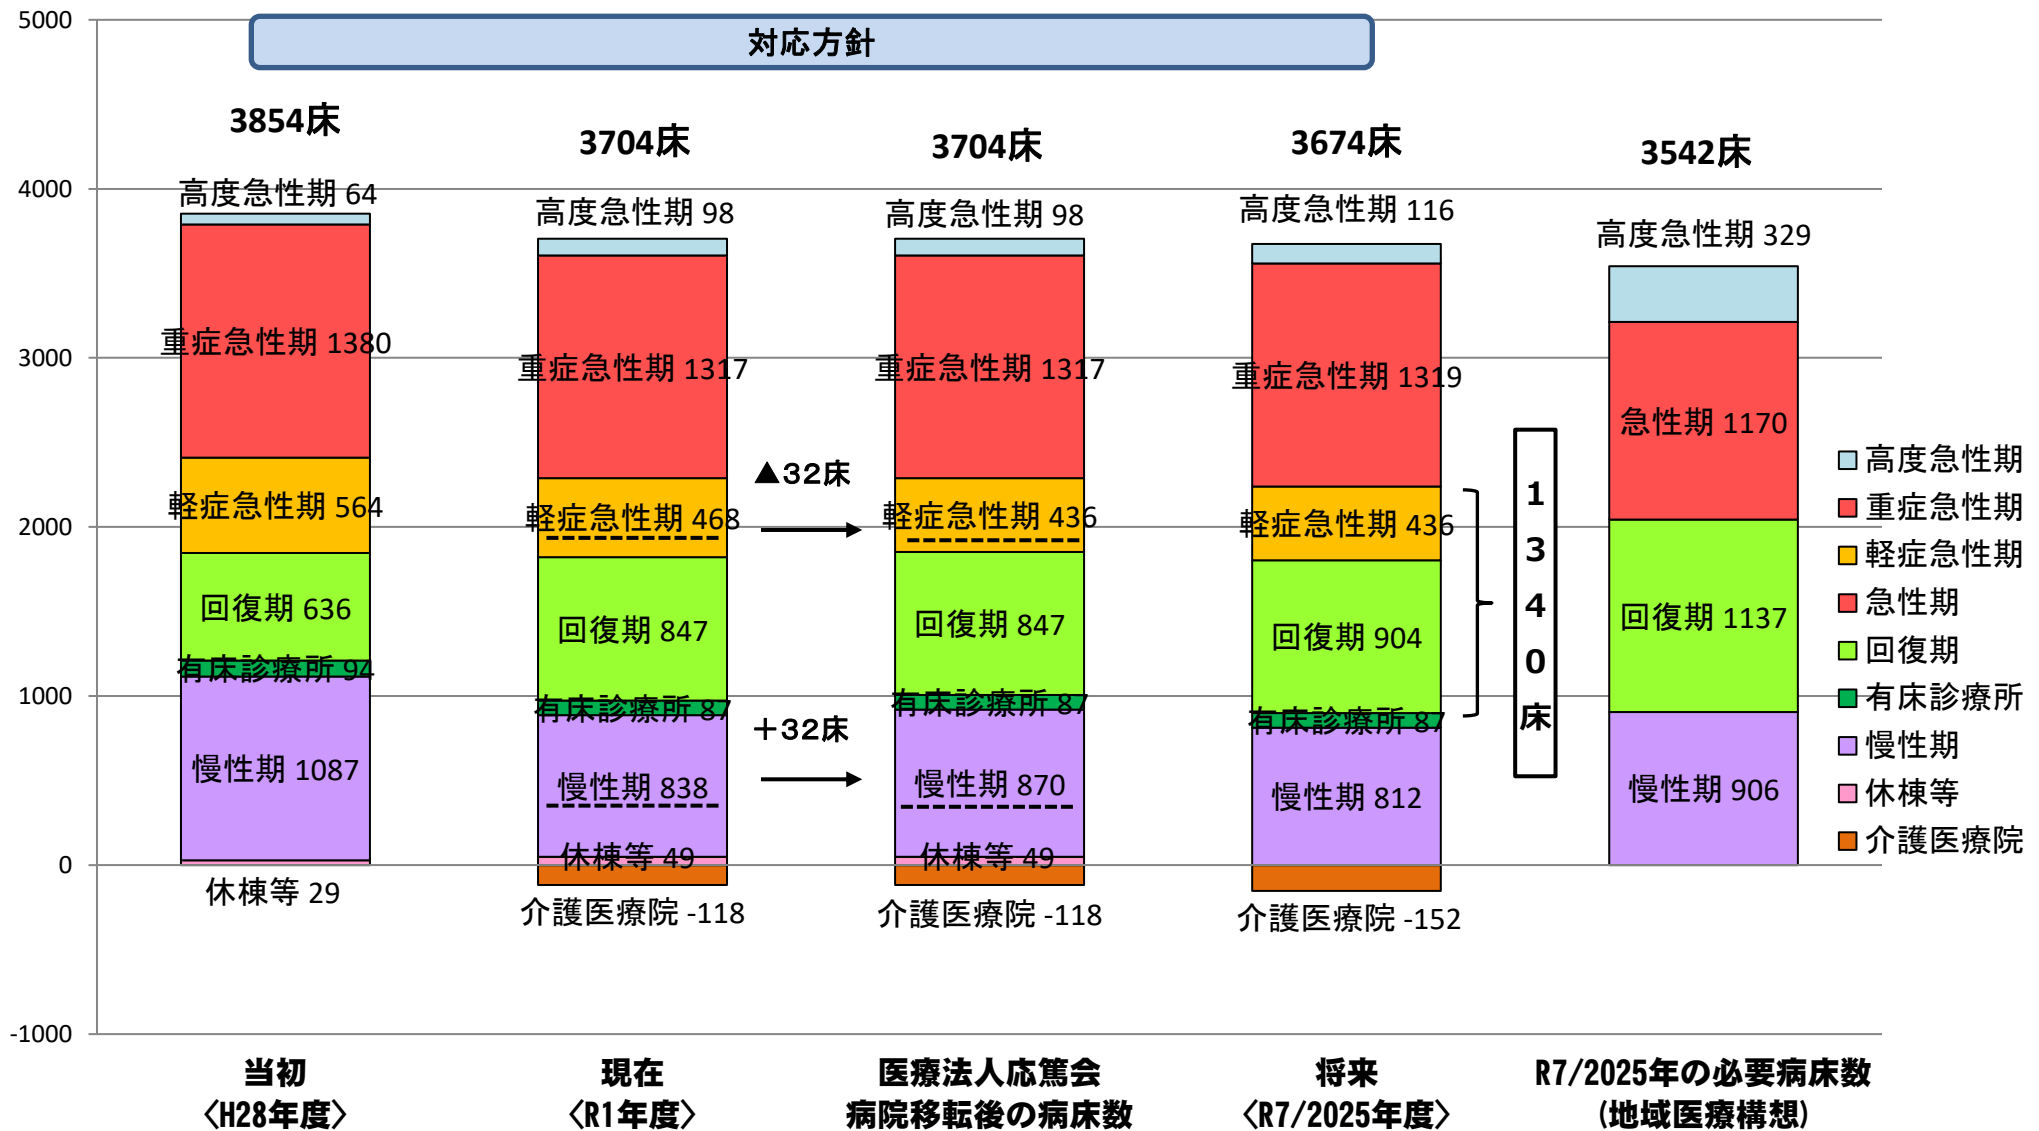 対応方針
5000
4000
3000
2000
1000
0
-1000
3854床
高度急性期 64
重症急性期 1380
軽症急性期 564
回復期 636
有床診療所 94
慢性期 1087
休棟等 29
3704床
高度急性期 98
重症急性期 1317
軽症急性期 468
回復期 847
有床診療所 87
慢性期 838
休棟等 49
介護医療院 -118
▲32床
+32床
3704床
高度急性期 98
重症急性期 1317
軽症急性期 436
回復期 847
有床診療所 87
慢性期 870
休棟等 49
介護医療院 -118
3674床
高度急性期 116
重症急性期 1319
軽症急性期 436
回復期 904
有床診療所 87
慢性期 812
介護医療院 -152
1340床
3542床
高度急性期 329
急性期 1170
回復期 1137
慢性期 906
高度急性期
重症急性期
軽症急性期
急性期
回復期
有床診療所
慢性期
休棟等
介護医療院
当初
〈H28年度〉
現在
〈R1年度〉
医療法人応篤会
病院移転後の病床数
将来
〈R7/2025年度〉
R7/2025年の必要病床数
(地域医療構想)